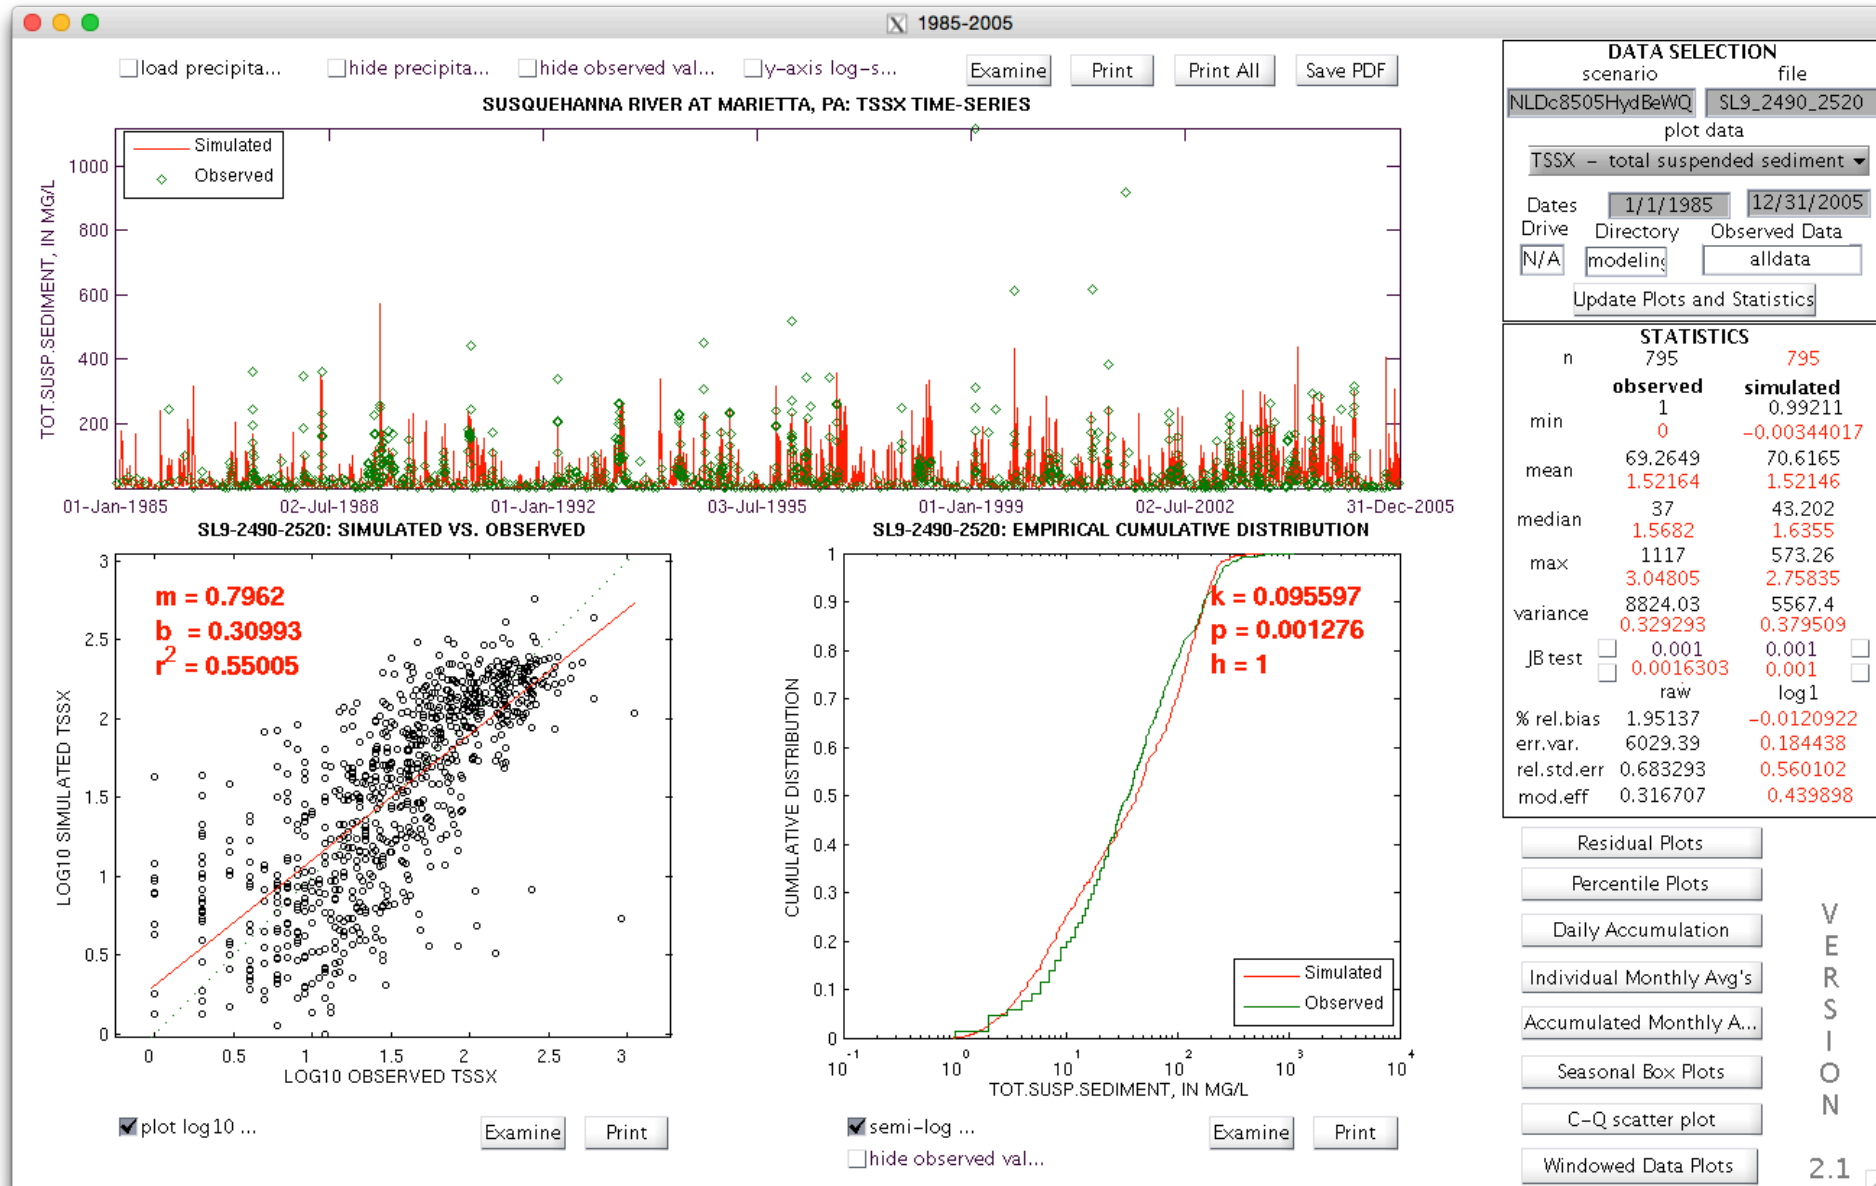 1985-2005
load precipita...
hide precipita...
hide observed val...
y-axis log-s...
Examine
Print
Print All
Save PDF
SUSQUEHANNA RIVER AT MARIETTA, PA: TSSX TIME-SERIES
TOT.SUSP.SEDIMENT, IN MG/L
1000
800
600
400
200
Simulated
Observed
01-Jan-1985
02-Jul-1988
01-Jan-1992
03-Jul-1995
01-Jan-1999
02-Jul-2002
31-Dec-2005
SL9-2490-2520: SIMULATED VS. OBSERVED
LOG10 SIMULATED TSSX
3
2.5
2
1.5
1
0.5
0
m = 0.7962
b = 0.30993
r2 = 0.55005
0 0.5 1 1.5 2 2.5 3
LOG10 OBSERVED TSSX
plot log10 ...
Examine
Print
SL9-2490-2520: EMPIRICAL CUMULATIVE DISTRIBUTION
CUMULATIVE DISTRIBUTION
1
0.9
0.8
0.7
0.6
0.5
0.4
0.3
0.2
0.1
0
k = 0.095597
p = 0.001276
h = 1
Simulated
Observed
10-1 100 101 102 103 104
TOT.SUSP.SEDIMENT, IN MG/L
semi-log ...
hide observed val...
Examine
Print
DATA SELECTION
scenario file
NLDc8505HydBeWQ SL9_2490_2520
plot data
TSSX - total suspended sediment
Dates 1/1/1985 12/31/2005
Drive Directory Observed Data
N/A modeling alldata
Update Plots and Statistics
STATISTICS
n 795 795
observed simulated
min 1 0.99211
0 -0.00344017
mean 69.2649 70.6165
1.52164 1.52146
median 37 43.202
1.5682 1.6355
max 1117 573.26
3.04805 2.75835
variance 8824.03 5567.4
0.329293 0.379509
JB test 0.001 0.001
0.0016303 0.001
raw log1
% rel.bias 1.95137 -0.0120922
err.var. 6029.39 0.184438
rel.std.err 0.683293 0.560102
mod.eff 0.316707 0.439898
Residual Plots
Percentile Plots
Daily Accumulation
Individual Monthly Avg's
Accumulated Monthly A...
Seasonal Box Plots
C-Q scatter plot
Windowed Data Plots
VERSION
2.1